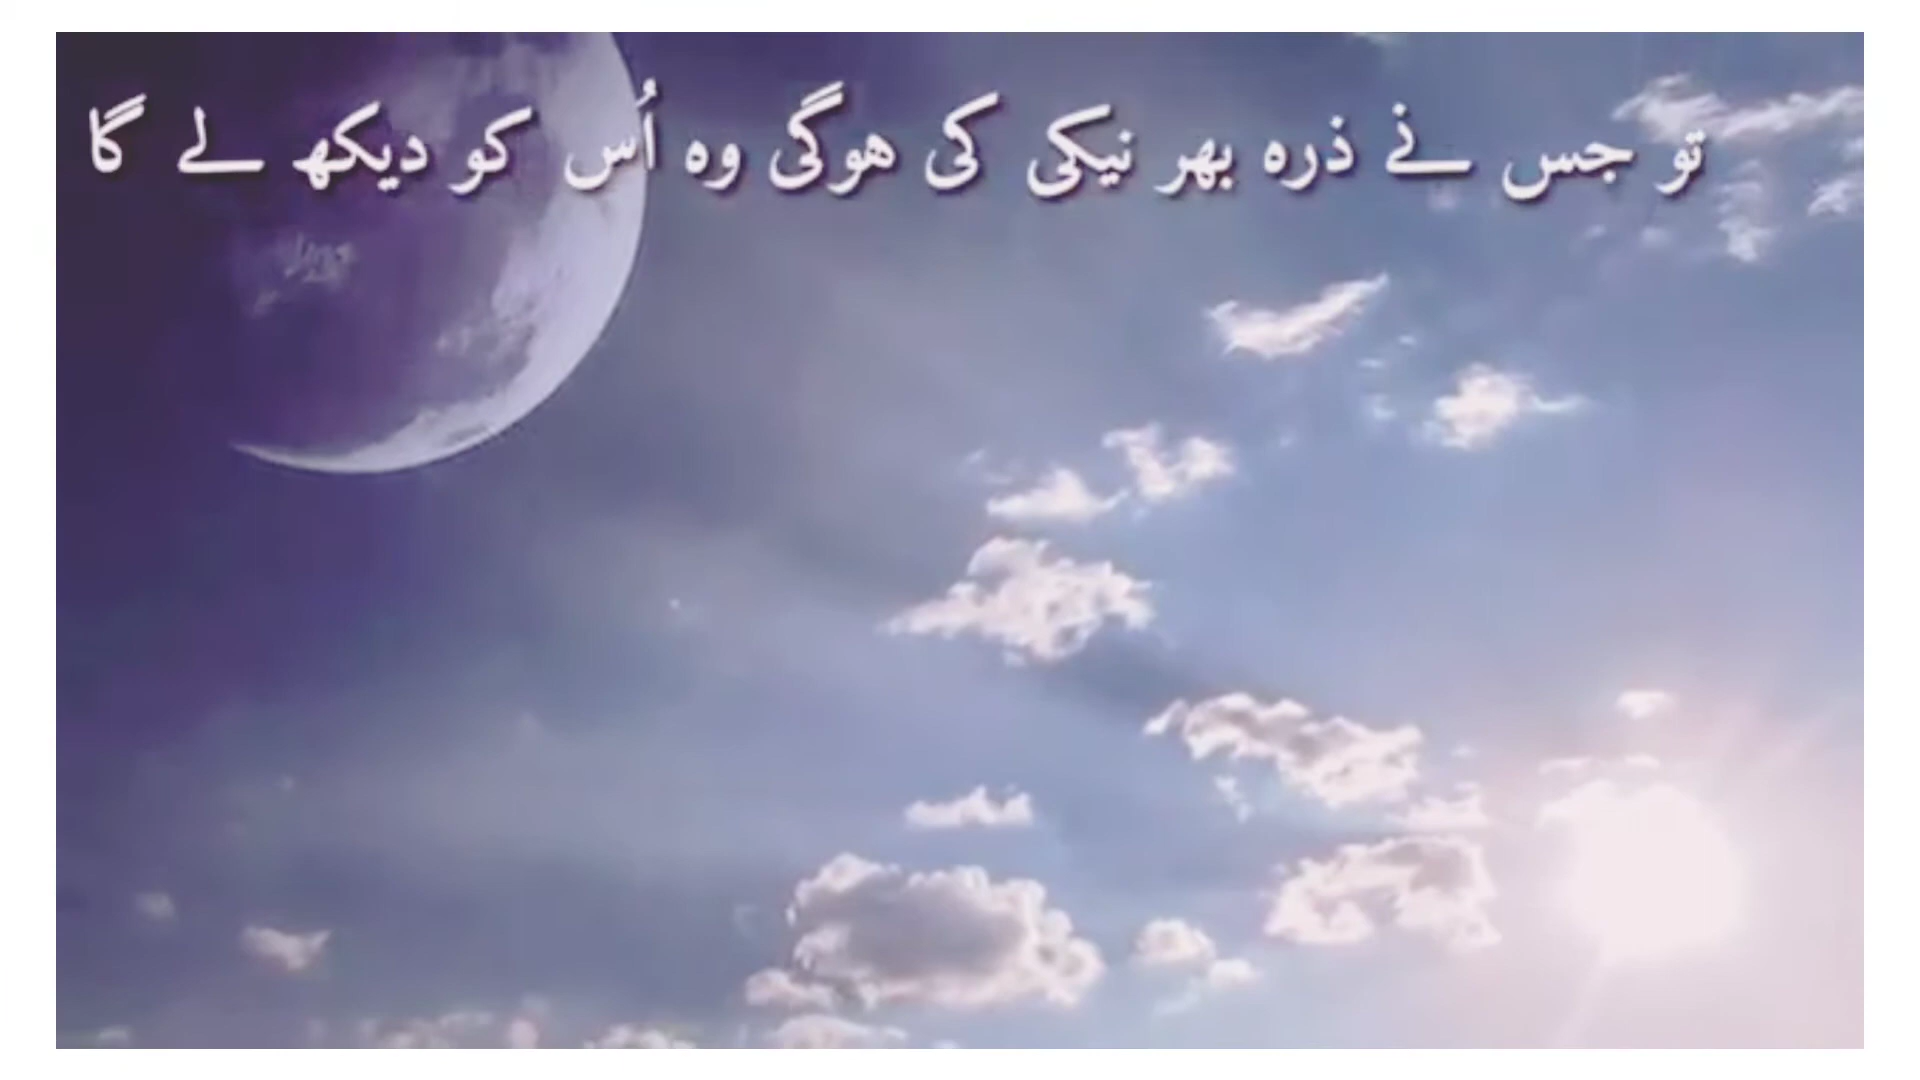 تو جس نے ذرہ بھر نیکی کی ہوگی وہ اُس کو دیکھ لے گا